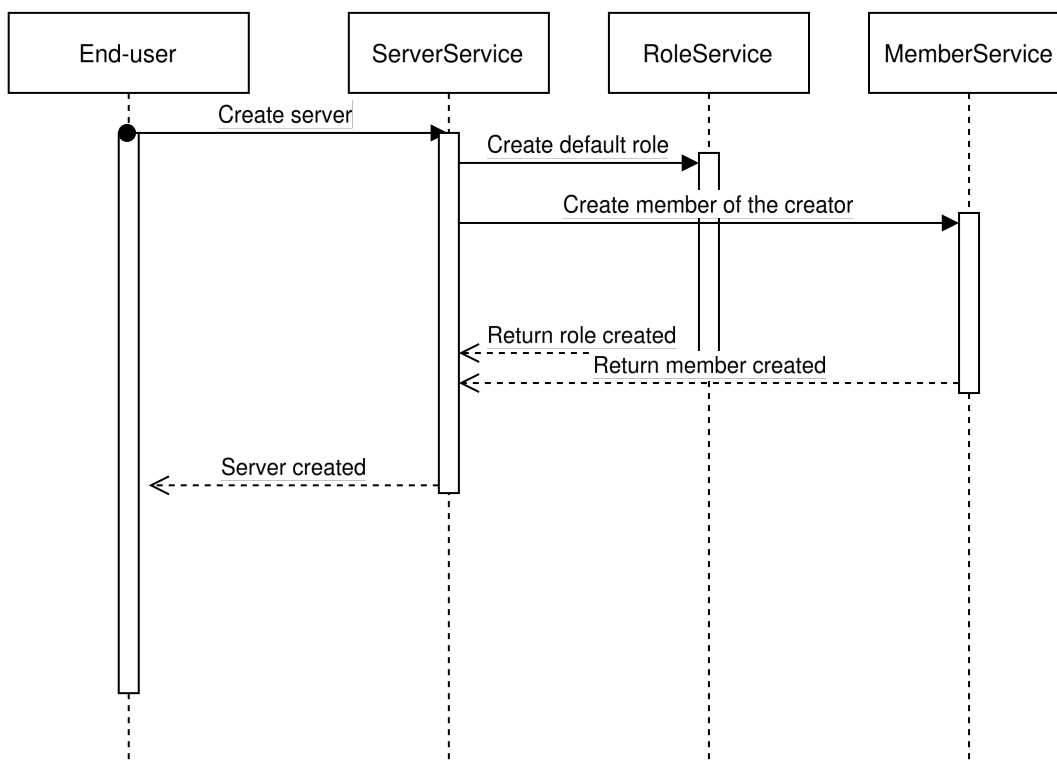 End-user
ServerService
RoleService
MemberService
Create server
Create default role
Create member of the creator
Return role created
Return member created
Server created